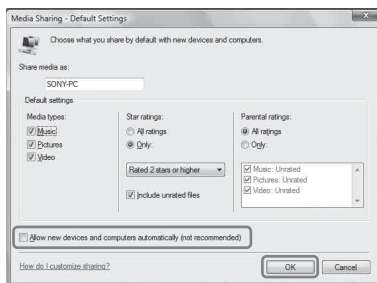 Media Sharing - Default Settings
Choose what you share by default with new devices and computers.
Share media as:
SONY-PC
Default settings
Media types:
Music
Pictures
Video
Star ratings:
All ratings
Only:
Rated 2 stars or higher
Include unrated files
Parental ratings:
All ratings
Only:
Music: Unrated
Pictures: Unrated
Video: Unrated
Allow new devices and computers automatically (not recommended)
How do I customize sharing?
OK
Cancel